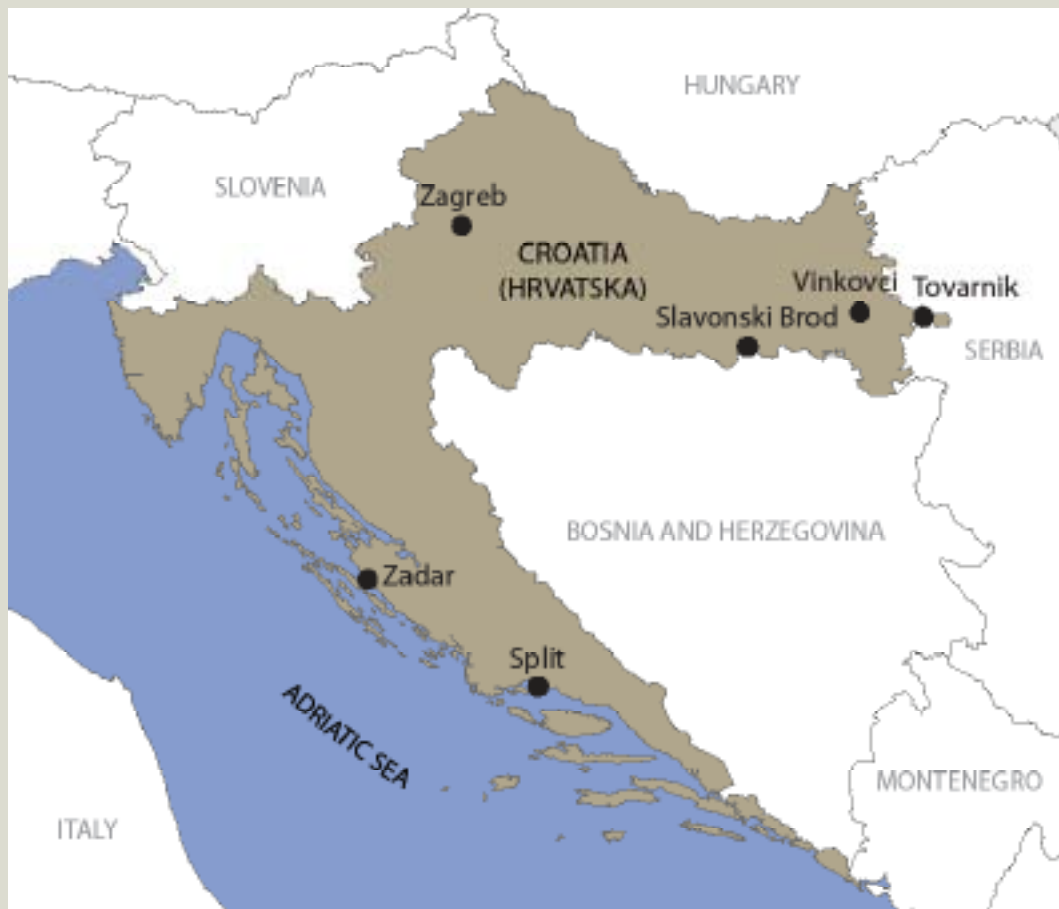 HUNGARY
SLOVENIA
Zagreb
CROATIA
(HRVATSKA)
Vinkovci
Tovarnik
Slavonski Brod
SERBIA
BOSNIA AND HERZEGOVINA
Zadar
Split
ADRIATIC SEA
MONTENEGRO
ITALY